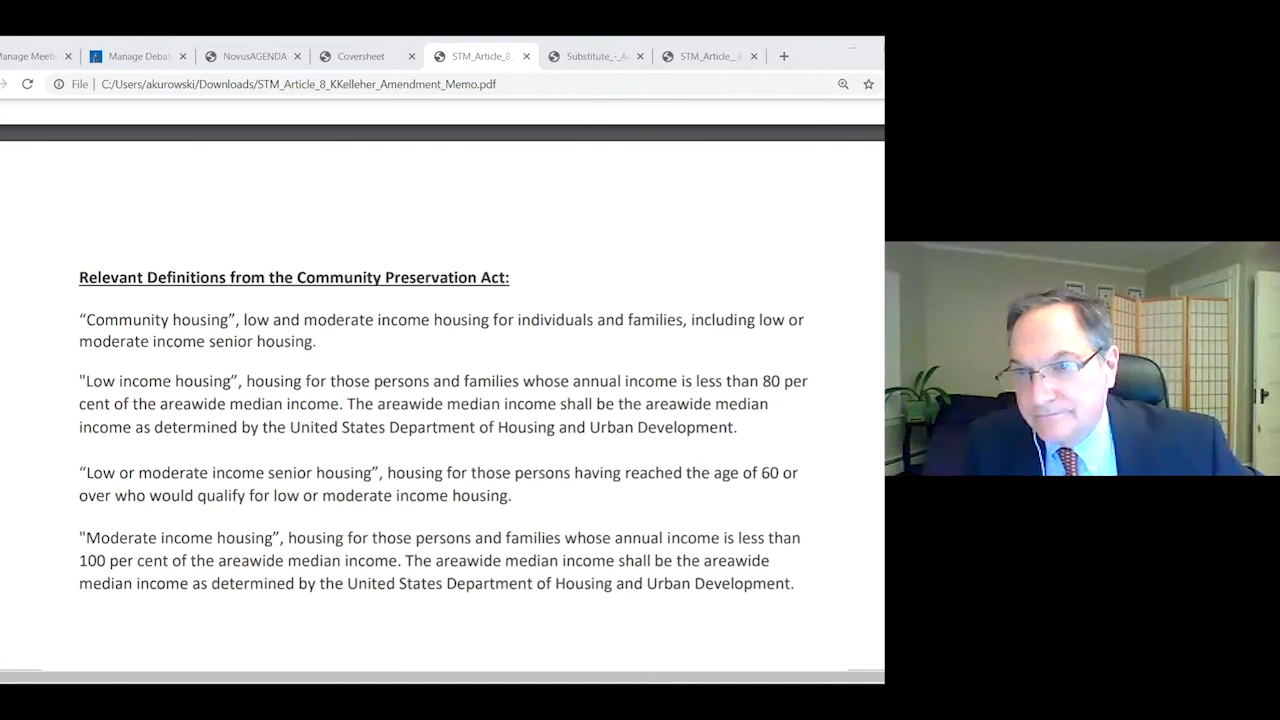 Manage Meeti
Manage Debat
NovusAGENDA
Coversheet
STM_Article_8_
Substitute_-_A
STM_Article__8
File
C:/Users/akurowski/Downloads/STM_Article_8_KKelleher_Amendment_Memo.pdf
Relevant Definitions from the Community Preservation Act:
“Community housing”, low and moderate income housing for individuals and families, including low or
moderate income senior housing.
"Low income housing”, housing for those persons and families whose annual income is less than 80 per
cent of the areawide median income. The areawide median income shall be the areawide median
income as determined by the United States Department of Housing and Urban Development.
“Low or moderate income senior housing”, housing for those persons having reached the age of 60 or
over who would qualify for low or moderate income housing.
"Moderate income housing”, housing for those persons and families whose annual income is less than
100 per cent of the areawide median income. The areawide median income shall be the areawide
median income as determined by the United States Department of Housing and Urban Development.